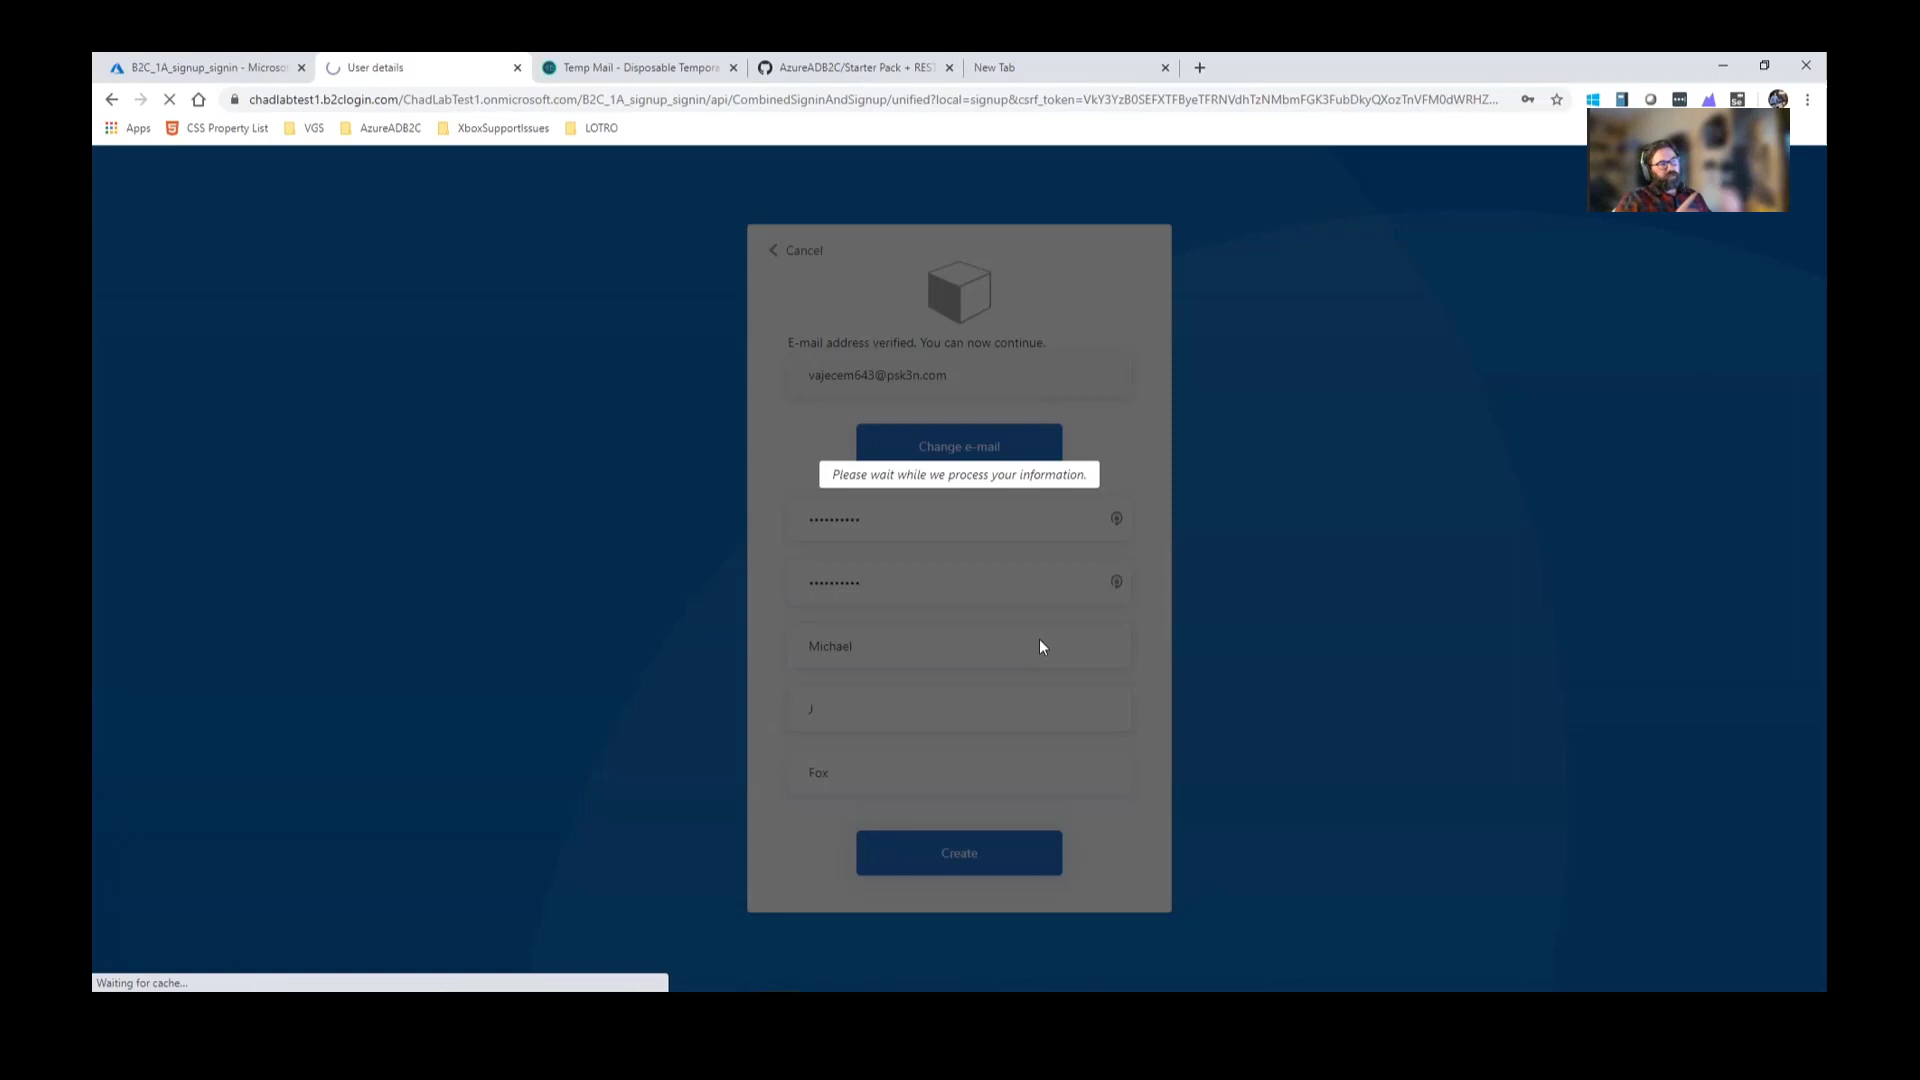 B2C_1A_signup_signin - Microso
User details
Temp Mail - Disposable Tempora
AzureADB2C/Starter Pack + REST
New Tab
chadlabtest1.b2clogin.com/ChadLabTest1.onmicrosoft.com/B2C_1A_signup_signin/api/CombinedSigninAndSignup/unified?local=signup&csrf_token=VkY3YzB0SEFXTFByeTFRNVdhTzNMbmFGK3FubDkyQXozTnVFM0dWRHZ...
Apps
CSS Property List
VGS
AzureADB2C
XboxSupportIssues
LOTRO
Cancel
E-mail address verified. You can now continue.
vajecem643@psk3n.com
Change e-mail
Please wait while we process your information.
••••••••••
••••••••••
Michael
J
Fox
Create
Waiting for cache...